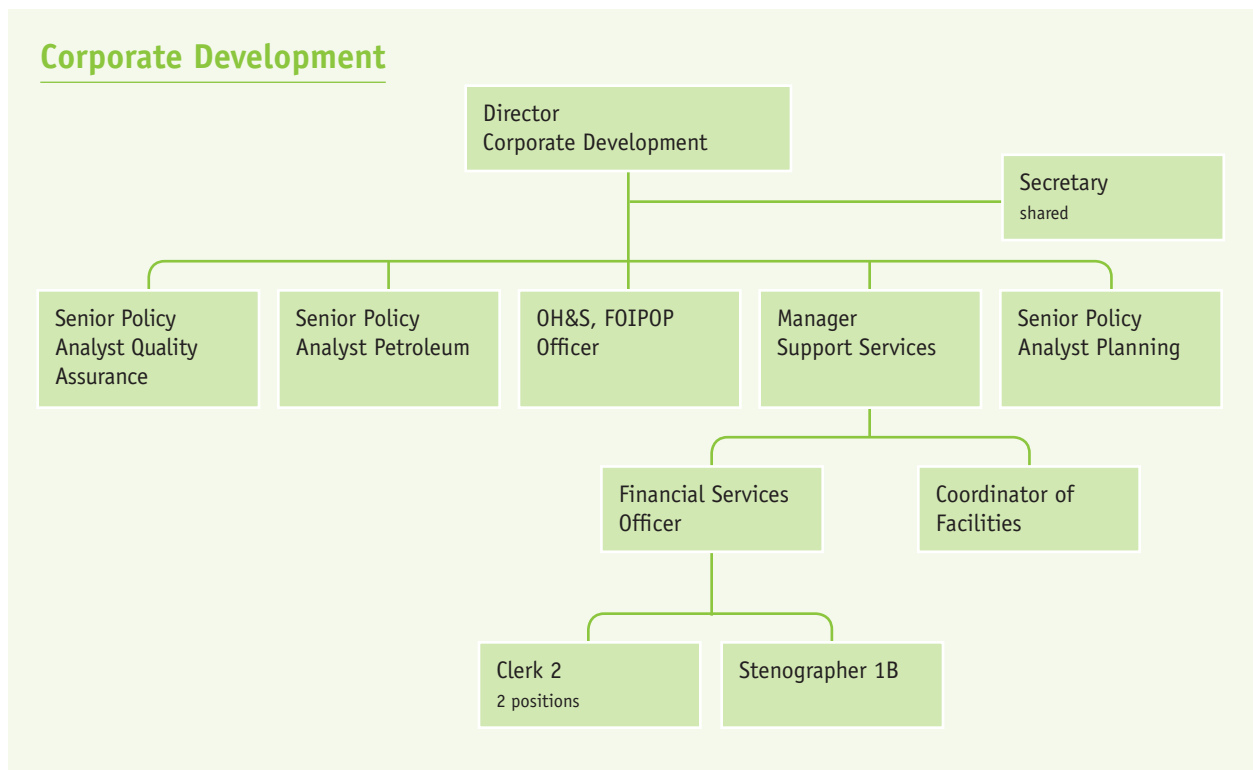 Corporate Development
Director
Corporate Development
Secretary
shared
Senior Policy
Analyst Quality
Assurance
Senior Policy
Analyst Petroleum
OH&S, FOIPOP
Officer
Manager
Support Services
Senior Policy
Analyst Planning
Financial Services
Officer
Coordinator of
Facilities
Clerk 2
2 positions
Stenographer 1B